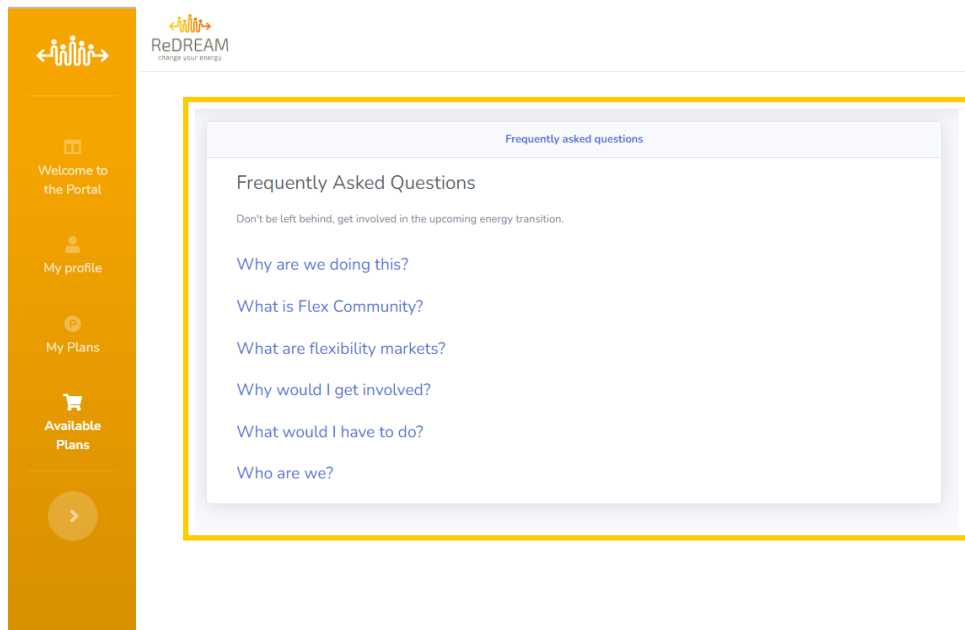 ReDREAM
change your energy
Welcome to
the Portal
My profile
P
My Plans
Available
Plans
Frequently asked questions
Frequently Asked Questions
Don't be left behind, get involved in the upcoming energy transition.
Why are we doing this?
What is Flex Community?
What are flexibility markets?
Why would I get involved?
What would I have to do?
Who are we?